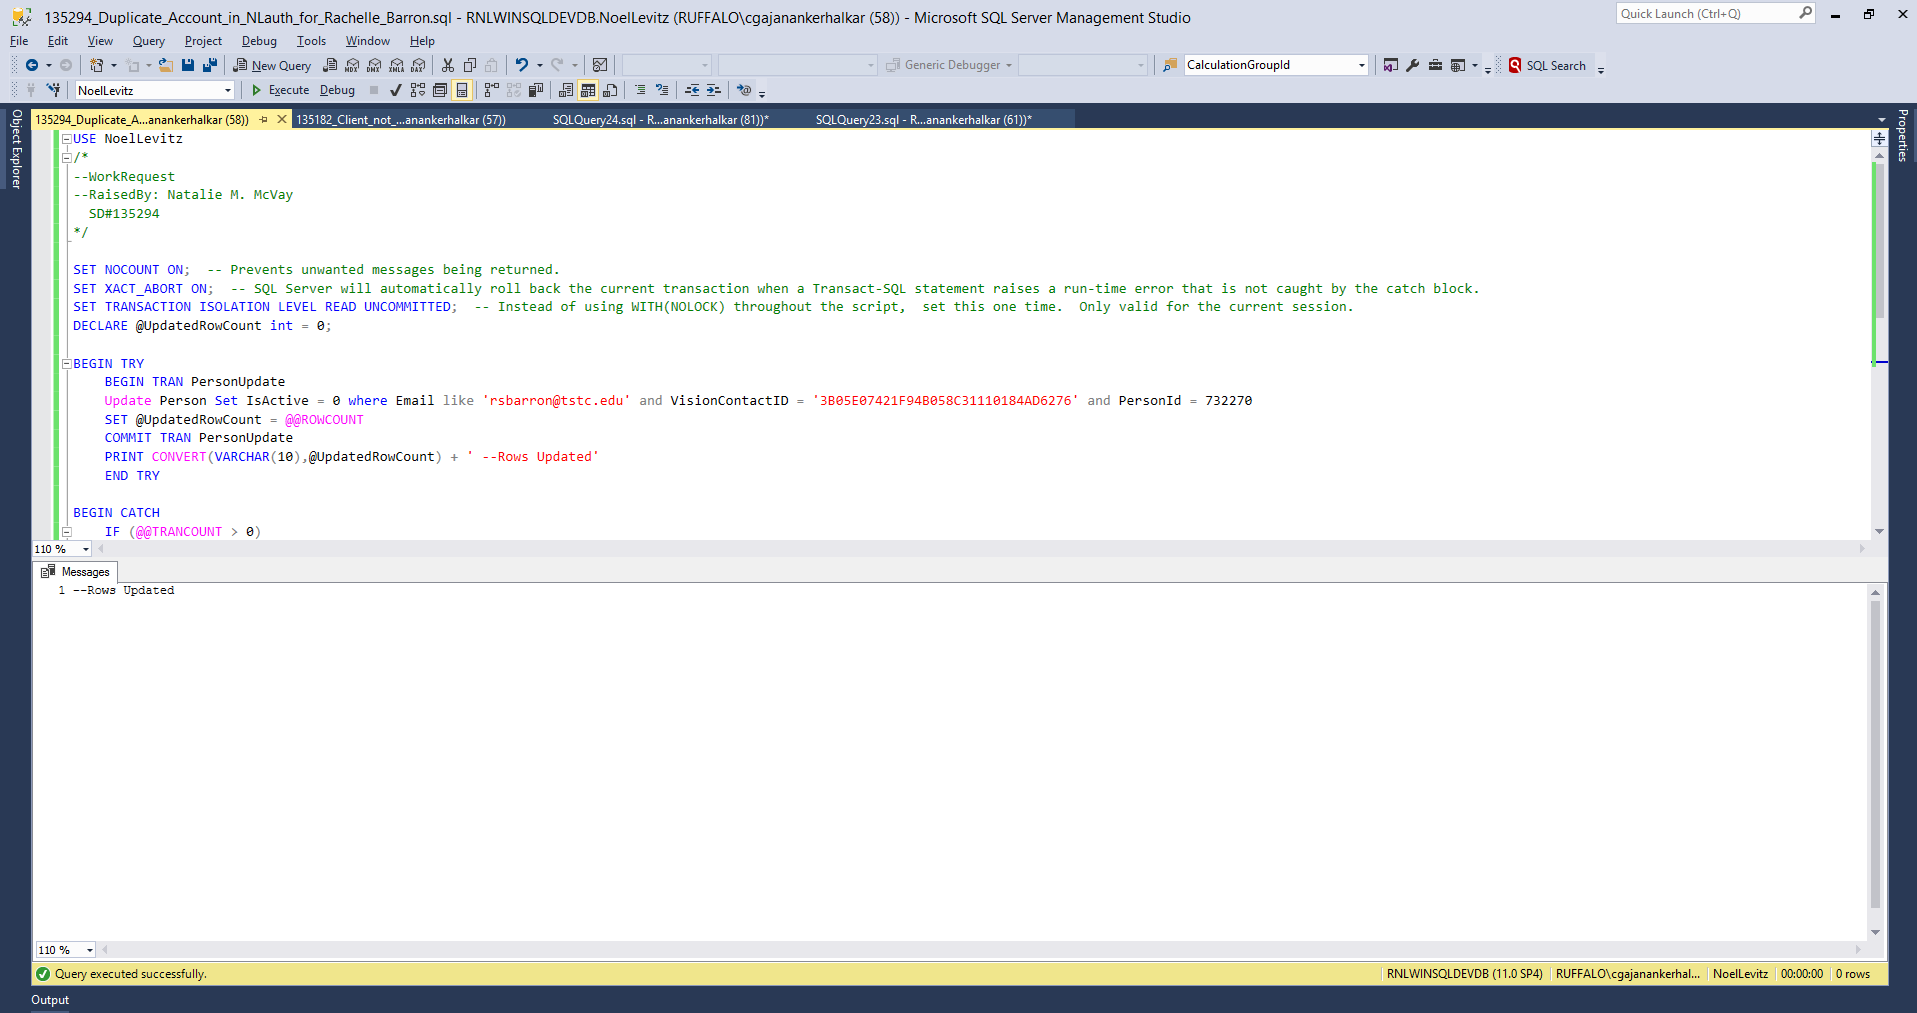 135294_Duplicate_Account_in_NLauth_for_Rachelle_Barron.sql - RNLWINSQLDEVDB.NoelLevitz (RUFFALO\cgajanankerhalkar (58)) - Microsoft SQL Server Management Studio
Quick Launch (Ctrl+Q)
File Edit View Query Project Debug Tools Window Help
New Query
MDX DMX XMLA DAX
Generic Debugger
CalculationGroupId
SQL Search
NoelLevitz
Execute Debug
135294_Duplicate_A...anankerhalkar (58))
135182_Client_not_...anankerhalkar (57))
SQLQuery24.sql - R...anankerhalkar (81))*
SQLQuery23.sql - R...anankerhalkar (61))*
Object Explorer
Properties
USE NoelLevitz
/*
--WorkRequest
--RaisedBy: Natalie M. McVay
SD#135294
*/
SET NOCOUNT ON;  -- Prevents unwanted messages being returned.
SET XACT_ABORT ON;  -- SQL Server will automatically roll back the current transaction when a Transact-SQL statement raises a run-time error that is not caught by the catch block.
SET TRANSACTION ISOLATION LEVEL READ UNCOMMITTED;  -- Instead of using WITH(NOLOCK) throughout the script,  set this one time.  Only valid for the current session.
DECLARE @UpdatedRowCount int = 0;
BEGIN TRY
BEGIN TRAN PersonUpdate
Update Person Set IsActive = 0 where Email like 'rsbarron@tstc.edu' and VisionContactID = '3B05E07421F94B058C31110184AD6276' and PersonId = 732270
SET @UpdatedRowCount = @@ROWCOUNT
COMMIT TRAN PersonUpdate
PRINT CONVERT(VARCHAR(10),@UpdatedRowCount) + ' --Rows Updated'
END TRY
BEGIN CATCH
IF (@@TRANCOUNT > 0)
110 %
Messages
1 --Rows Updated
110 %
Query executed successfully.
RNLWINSQLDEVDB (11.0 SP4)
RUFFALO\cgajanankerhal...
NoelLevitz
00:00:00
0 rows
Output